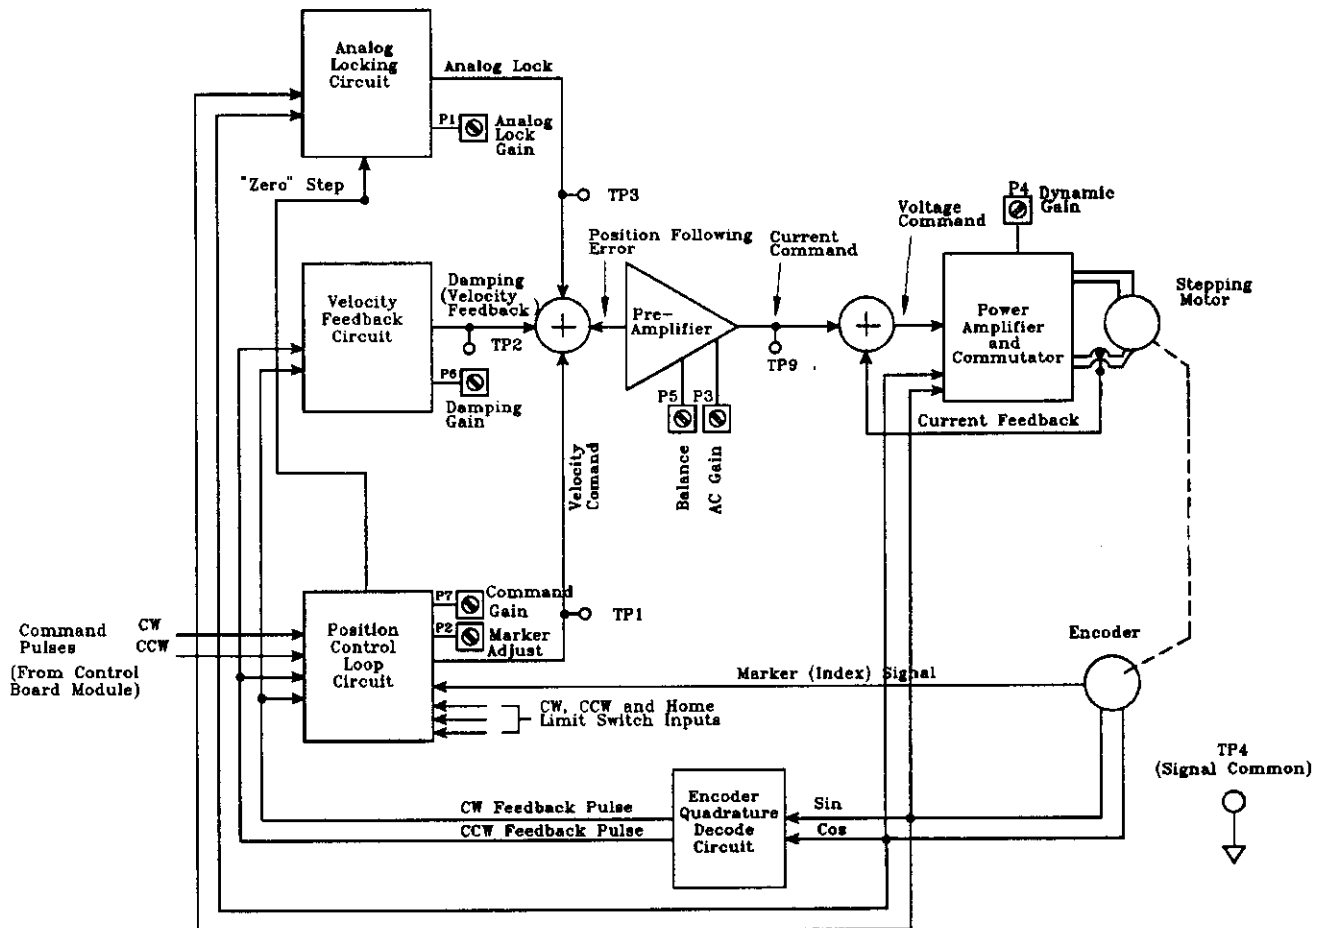 Analog
Locking
Circuit
Analog Lock
P1
Analog
Lock
Gain
"Zero" Step
TP3
P4
Dynamic
Gain
Voltage
Command
Position Following
Error
Current
Command
Damping
(Velocity
Feedback)
Velocity
Feedback
Circuit
TP2
P6
Damping
Gain
+
Pre-
Amplifier
TP9
P5
P3
Balance
AC Gain
+
Power
Amplifier
and
Commutator
Stepping
Motor
Current Feedback
Velocity
Comand
Command
Pulses
CW
CCW
(From Control
Board Module)
Position
Control
Loop
Circuit
P7
Command
Gain
P2
Marker
Adjust
TP1
Encoder
Marker (Index) Signal
CW, CCW and Home
Limit Switch Inputs
TP4
(Signal Common)
CW Feedback Pulse
CCW Feedback Pulse
Encoder
Quadrature
Decode
Circuit
Sin
Cos